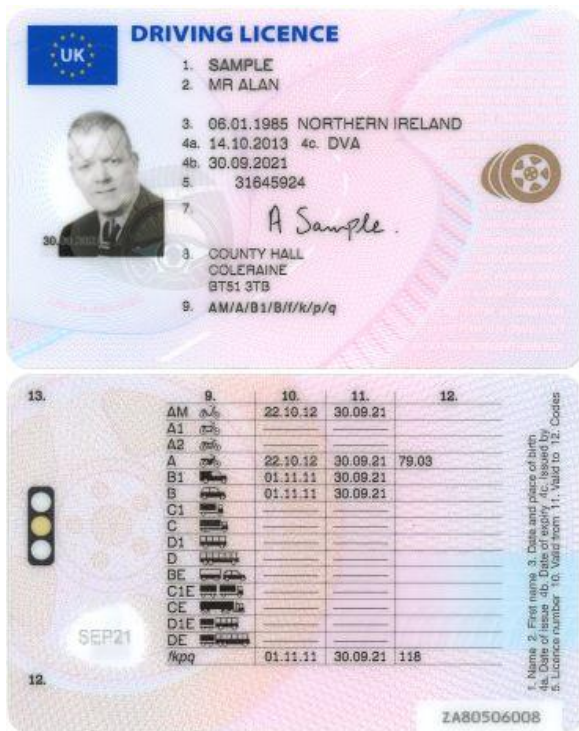 UK
DRIVING LICENCE
1. SAMPLE
2. MR ALAN
3. 06.01.1985 NORTHERN IRELAND
4a. 14.10.2013 4c. DVA
4b. 30.09.2021
5. 31645924
7. A Sample.
8. COUNTY HALL
COLERAINE
BT51 3TB
9. AM/A/B1/B/f/k/p/q
13. 9. 10. 11. 12.
AM 22.10.12 30.09.21
A1
A2
A 22.10.12 30.09.21 79.03
B1 01.11.11 30.09.21
B 01.11.11 30.09.21
C1
C
D1
D
BE
C1E
CE
D1E
DE
fkpq 01.11.11 30.09.21 118
SEP21
12.
1. Name 2. First name 3. Date and place of birth
4a. Date of issue 4b. Date of expiry 4c. Issued by
5. Licence number 10. Valid from 11. Valid to 12. Codes
ZA80506008